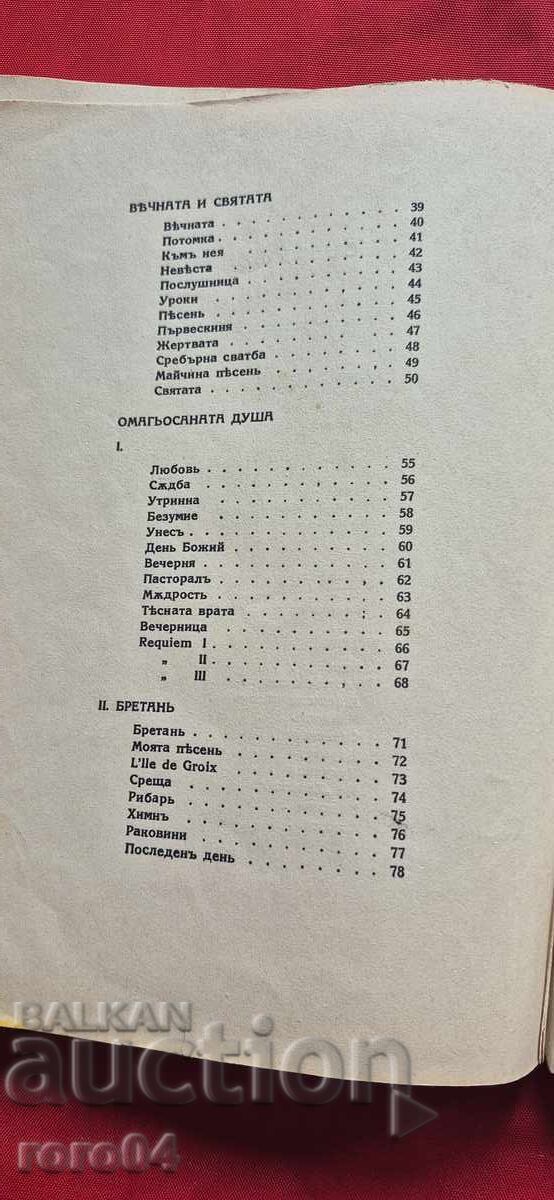 ВѢЧНАТА И СВЯТАТА
Вѣчната . . . . . . . . . . . 39
Потомка . . . . . . . . . . . 40
Къмъ нея . . . . . . . . . . . 41
Невѣста . . . . . . . . . . . 42
Послушница . . . . . . . . . . 43
Уроки . . . . . . . . . . . . 44
Пѣсень . . . . . . . . . . . . 45
Първескиня . . . . . . . . . . 46
Жертвата . . . . . . . . . . . 47
Сребърна сватба . . . . . . . . 48
Майчина пѣсень . . . . . . . . 49
Святата . . . . . . . . . . . 50
ОМАГЬОСАНАТА ДУША
I.
Любовь . . . . . . . . . . . . 55
Сѫдба . . . . . . . . . . . . 56
Утринна . . . . . . . . . . . 57
Безумие . . . . . . . . . . . 58
Унесъ . . . . . . . . . . . . 59
День Божий . . . . . . . . . . 60
Вечерня . . . . . . . . . . . 61
Пасторалъ . . . . . . . . . . 62
Мѫдрость . . . . . . . . . . . 63
Тѣсната врата . . . . . . . . . 64
Вечерница . . . . . . . . . . 65
Requiem I . . . . . . . . . . 66
„ II . . . . . . . . . . 67
„ III . . . . . . . . . . 68
II. БРЕТАНЬ
Бретань . . . . . . . . . . . 71
Моята пѣсень . . . . . . . . . 72
L'Ile de Groix . . . . . . . . 73
Среща . . . . . . . . . . . . 74
Рибарь . . . . . . . . . . . . 75
Химнъ . . . . . . . . . . . . 76
Раковини . . . . . . . . . . . 77
Последенъ день . . . . . . . . 78
BALKAN
auction
roro04